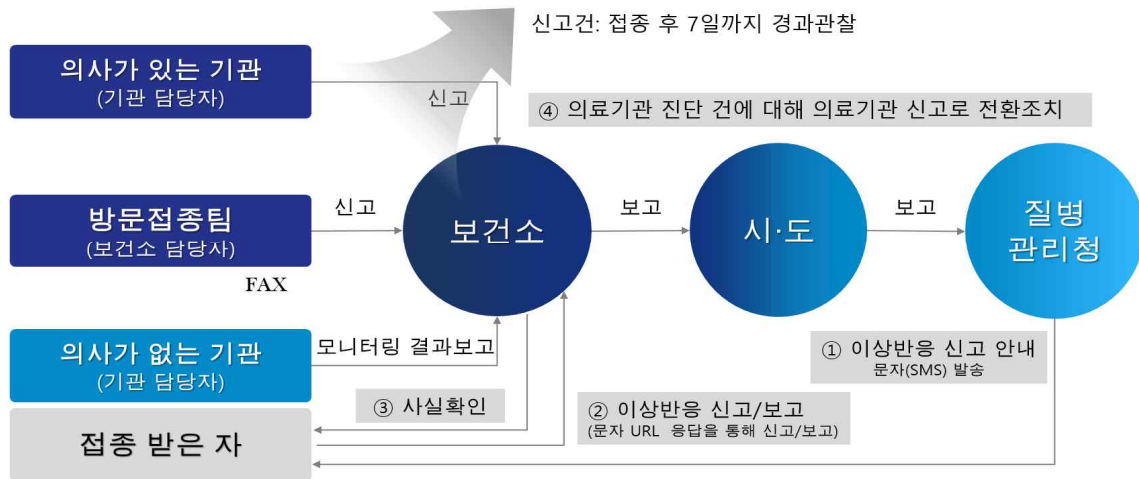 신고건: 접종 후 7일까지 경과관찰
의사가 있는 기관
(기관 담당자)
신고
④ 의료기관 진단 건에 대해 의료기관 신고로 전환조치
방문접종팀
(보건소 담당자)
신고
보건소
보고
시·도
보고
질병
관리청
FAX
의사가 없는 기관
(기관 담당자)
모니터링 결과보고
① 이상반응 신고 안내
문자(SMS) 발송
③ 사실확인
② 이상반응 신고/보고
(문자 URL 응답을 통해 신고/보고)
접종 받은 자